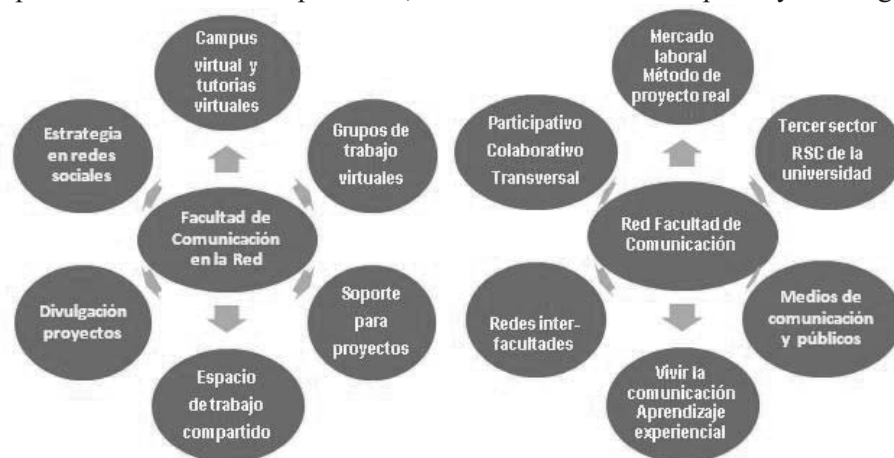 Campus
virtual y
tutorias
virtuales
Grupos de
trabajo
virtuales
Soporte
para
proyectos
Espacio
de trabajo
compartido
Divulgación
proyectos
Estrategia
en redes
sociales
Facultad de
Comunicación
en la Red
Mercado
laboral
Método de
proyecto real
Tercer sector
RSC de la
universidad
Medios de
comunicación
y públicos
Vivir la
comunicación
Aprendizaje
experiencial
Redes inter-
facultades
Participativo
Colaborativo
Transversal
Red Facultad de
Comunicación